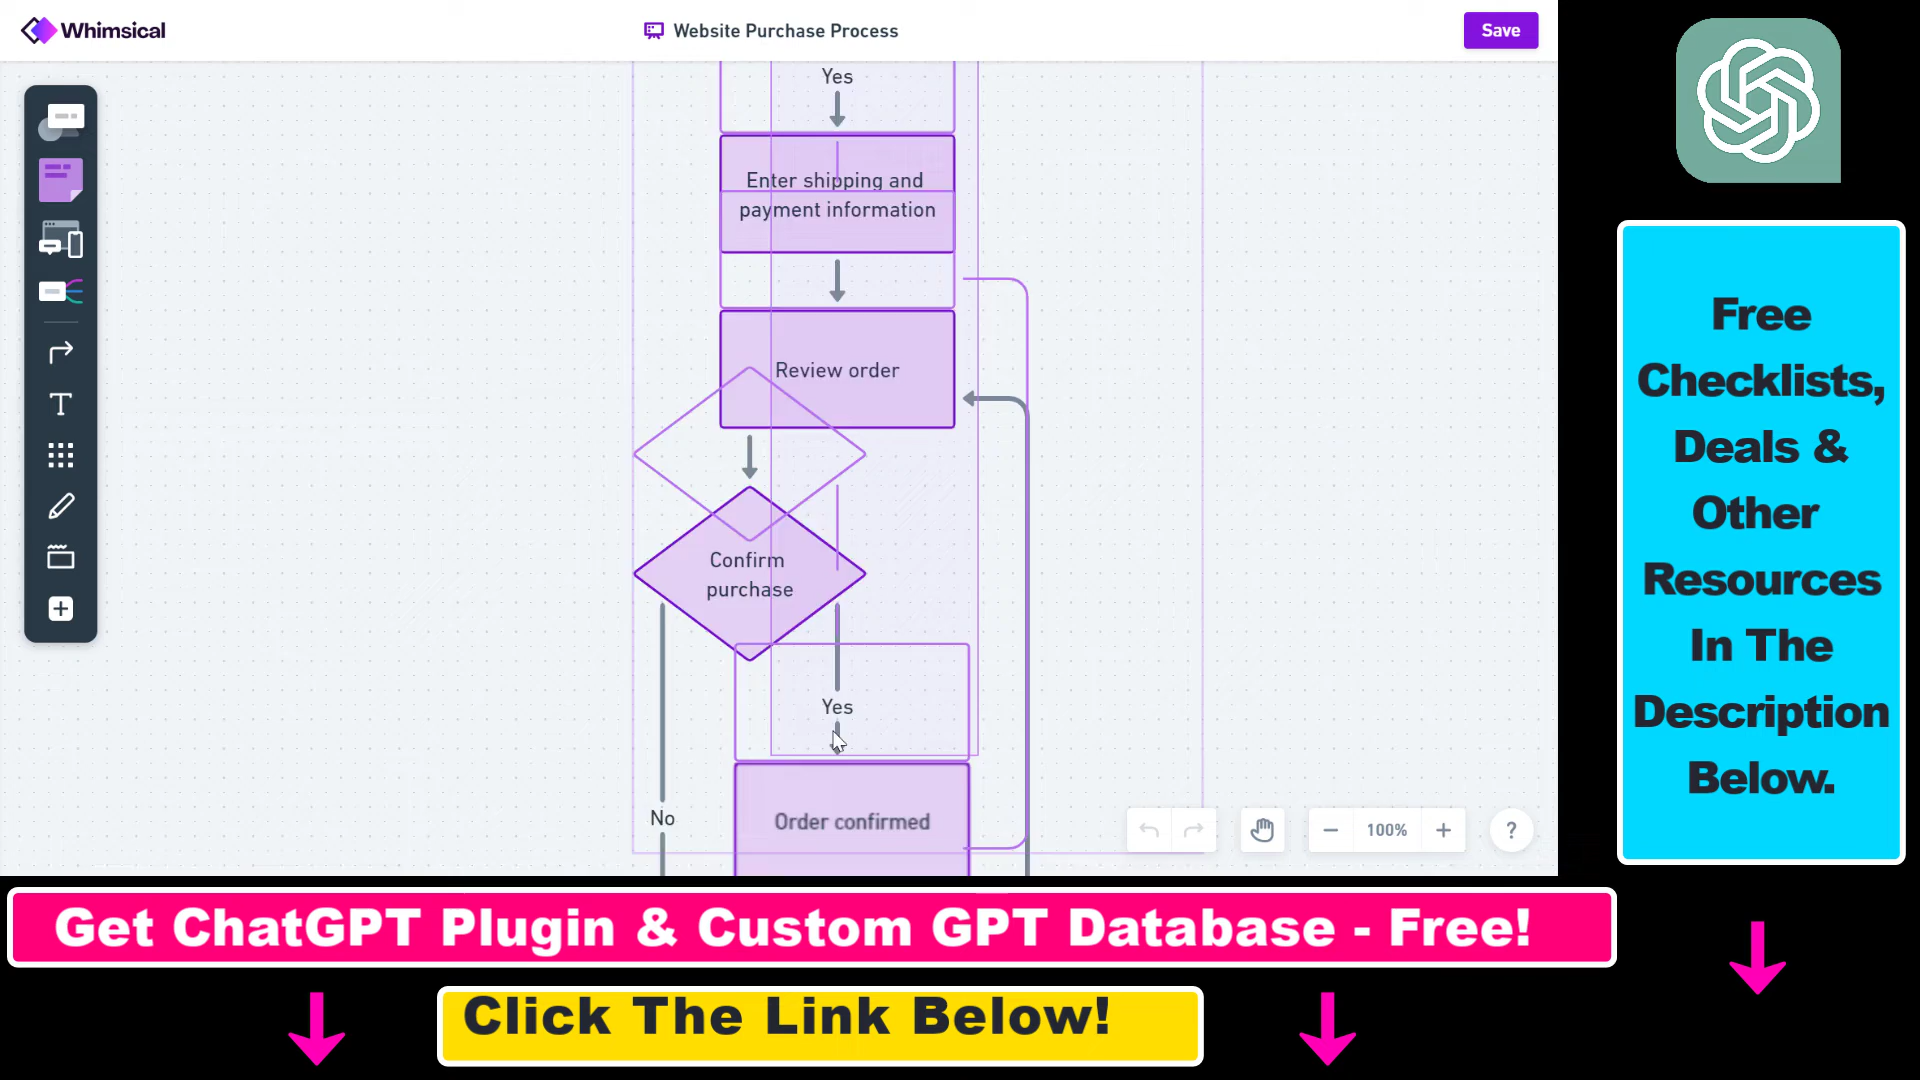 Whimsical
Website Purchase Process
Save
Yes
Enter shipping and
payment information
Review order
Confirm
purchase
Yes
Order confirmed
No
100%
?
Free
Checklists,
Deals &
Other
Resources
In The
Description
Below.
Get ChatGPT Plugin & Custom GPT Database - Free!
Click The Link Below!